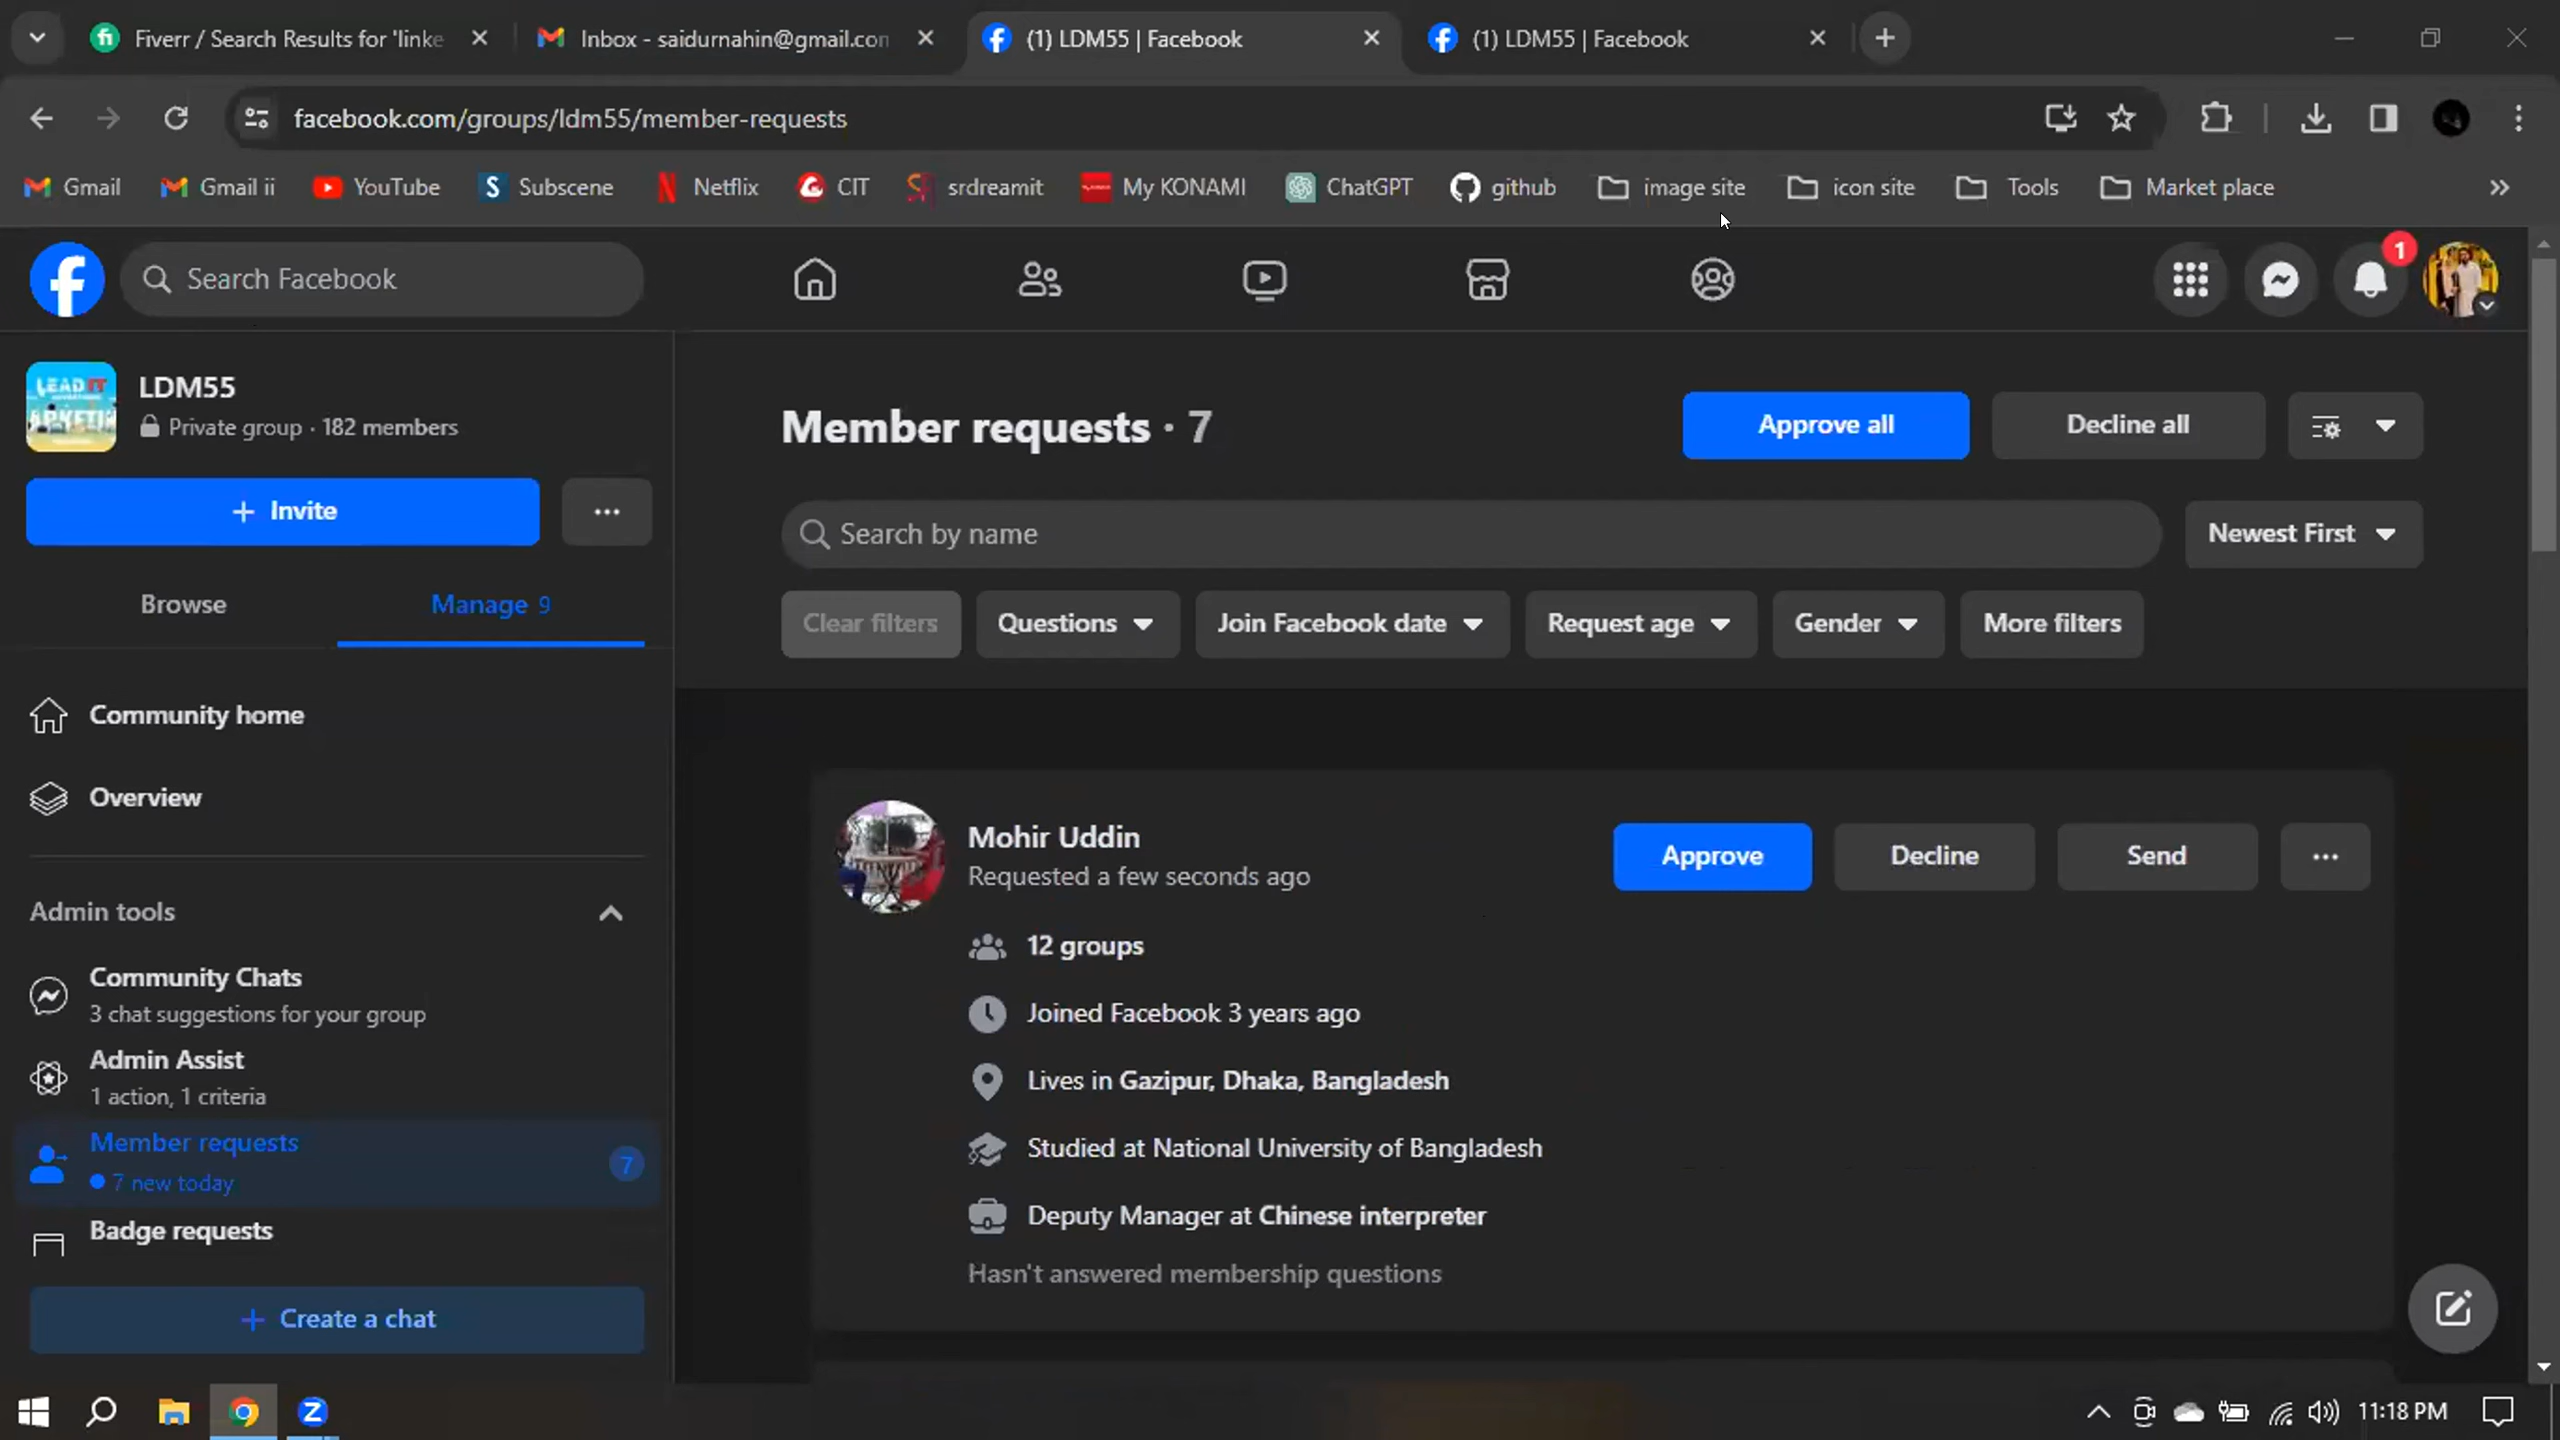 Fiverr / Search Results for 'linke
Inbox - saidurnahin@gmail.con
(1) LDM55 | Facebook
(1) LDM55 | Facebook
facebook.com/groups/ldm55/member-requests
Gmail
Gmail ii
YouTube
Subscene
Netflix
CIT
srdreamit
My KONAMI
ChatGPT
github
image site
icon site
Tools
Market place
Search Facebook
1
LEAD IT
LDM55
Private group · 182 members
+ Invite
Browse
Manage 9
Community home
Overview
Admin tools
Community Chats
3 chat suggestions for your group
Admin Assist
1 action, 1 criteria
Member requests
7 new today
7
Badge requests
+ Create a chat
Member requests · 7
Approve all
Decline all
Search by name
Newest First
Clear filters
Questions
Join Facebook date
Request age
Gender
More filters
Mohir Uddin
Requested a few seconds ago
Approve
Decline
Send
12 groups
Joined Facebook 3 years ago
Lives in Gazipur, Dhaka, Bangladesh
Studied at National University of Bangladesh
Deputy Manager at Chinese interpreter
Hasn't answered membership questions
11:18 PM